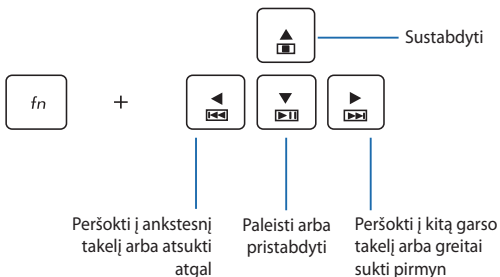 Sustabdyti
fn +
Peršokti į ankstesnį
takelį arba atsukti
atgal
Paleisti arba
pristabdyti
Peršokti į kitą garso
takelį arba greitai
sukti pirmyn